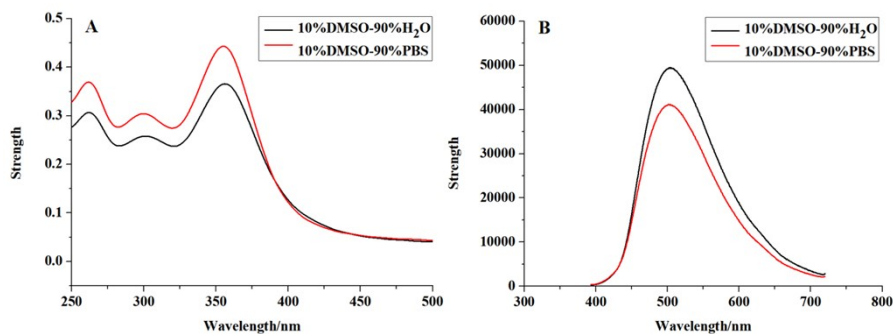 A
10%DMSO-90%H₂O
10%DMSO-90%PBS
0.5
0.4
0.3
0.2
0.1
0.0
Strength
250 300 350 400 450 500
Wavelength/nm
B
10%DMSO-90%H₂O
10%DMSO-90%PBS
60000
50000
40000
30000
20000
10000
0
Strength
300 400 500 600 700 800
Wavelength/nm